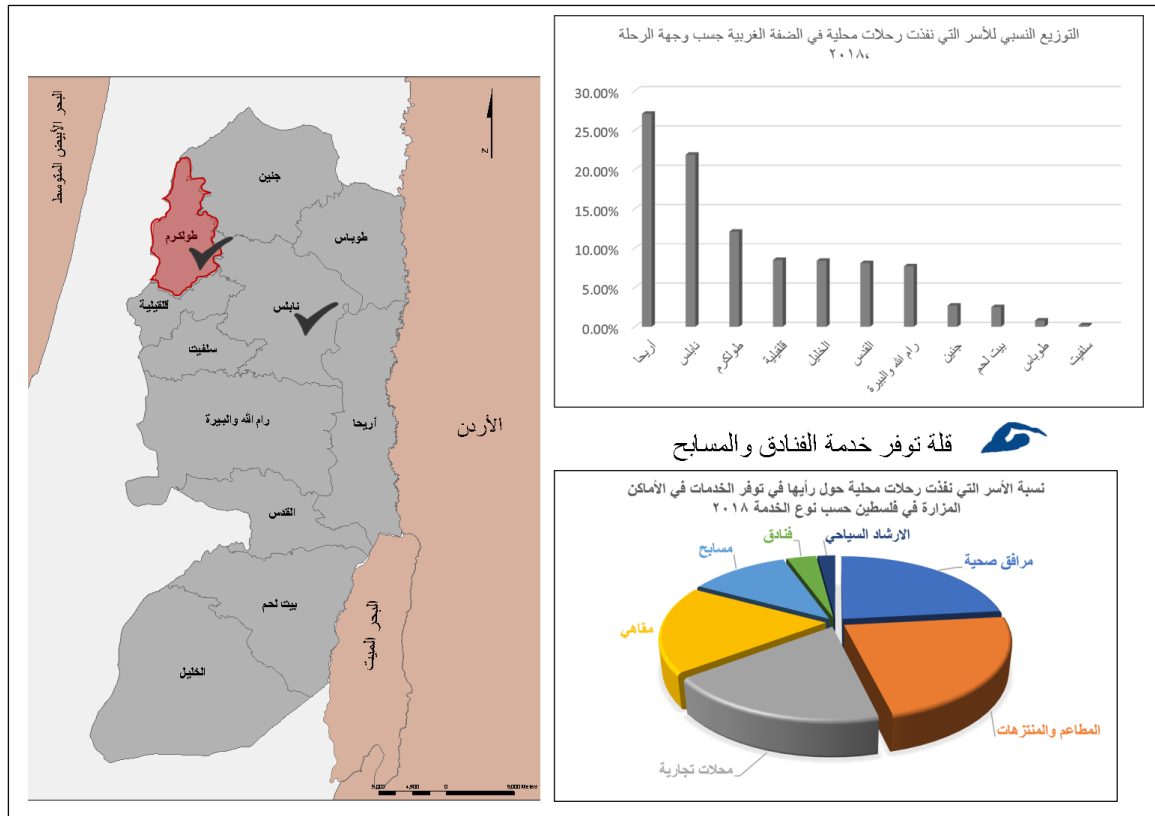 التوزيع النسبي للأسر التي نفذت رحلات محلية في الضفة الغربية جسب وجهة الرحلة
،٢٠١٨
30.00%
25.00%
20.00%
15.00%
10.00%
5.00%
0.00%
أريحا
نابلس
طولكرم
قلقيلية
الخليل
القدس
رام الله والبيرة
جنين
بيت لحم
طوباس
سلفيت
قلة توفر خدمة الفنادق والمسابح
نسبة الأسر التي نفذت رحلات محلية حول رأيها في توفر الخدمات في الأماكن
المزارة في فلسطين حسب نوع الخدمة ٢٠١٨
الارشاد السياحي
فنادق
مسابح
مرافق صحية
مقاهي
المطاعم والمنتزهات
محلات تجارية
البحر الأبيض المتوسط
N
جنين
طولكرم
طوباس
قلقيلية
نابلس
سلفيت
رام الله والبيرة
أريحا
الأردن
القدس
بيت لحم
البحر الميت
الخليل
0